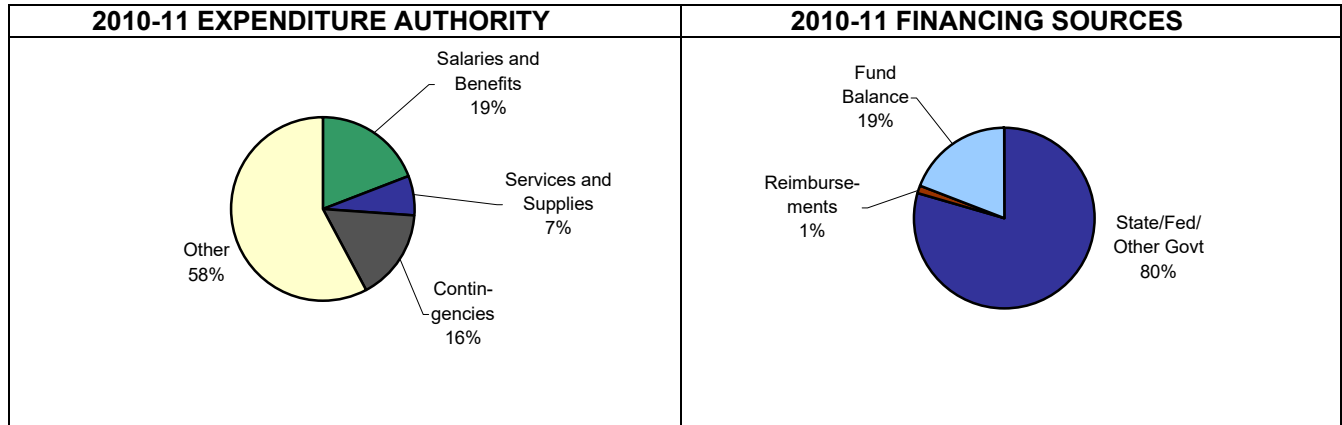 2010-11 EXPENDITURE AUTHORITY
Salaries and
Benefits
19%
Services and
Supplies
7%
Contin-
gencies
16%
Other
58%
2010-11 FINANCING SOURCES
Fund
Balance
19%
Reimburse-
ments
1%
State/Fed/
Other Govt
80%